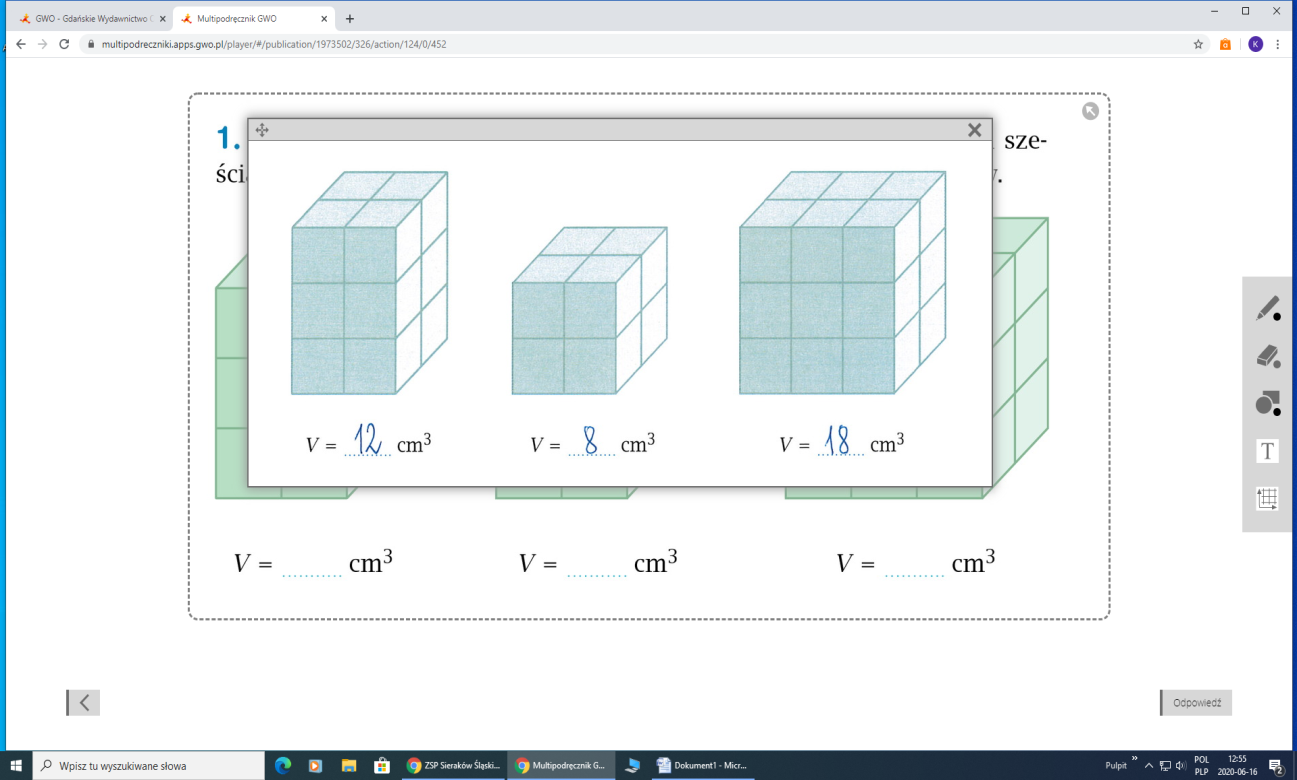 GWO - Gdańskie Wydawnictwo
Multipodręcznik GWO
multipodreczniki.apps.gwo.pl/player/#/publication/1973502/326/action/124/0/452
K
1.
sze-
ści
V = 12 cm³
V = 8 cm³
V = 18 cm³
V = ......... cm³
V = ......... cm³
V = ......... cm³
T
Odpowiedź
Wpisz tu wyszukiwane słowa
ZSP Sieraków Śląski...
Multipodręcznik G...
Dokument1 - Micr...
Pulpit
POL
PLP
12:55
2020-06-16
2